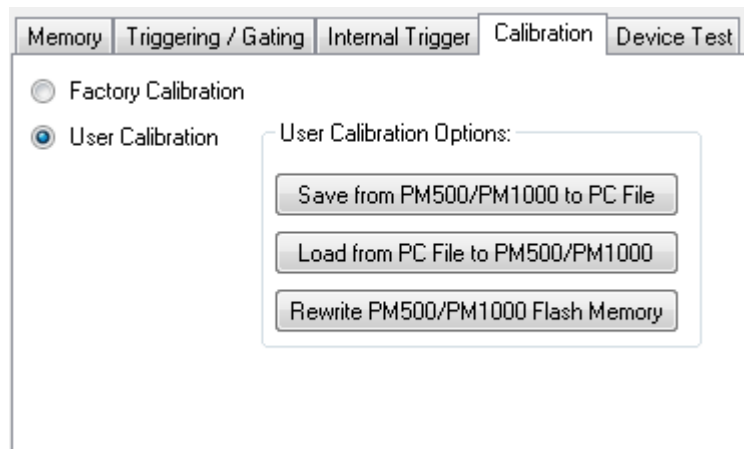 Memory Triggering / Gating Internal Trigger Calibration Device Test
Factory Calibration
User Calibration User Calibration Options:
Save from PM500/PM1000 to PC File
Load from PC File to PM500/PM1000
Rewrite PM500/PM1000 Flash Memory